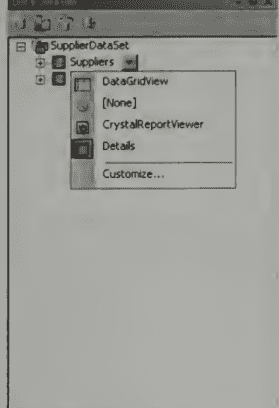 SupplierDataSet
Suppliers
DataGridView
[None]
CrystalReportViewer
Details
Customize...